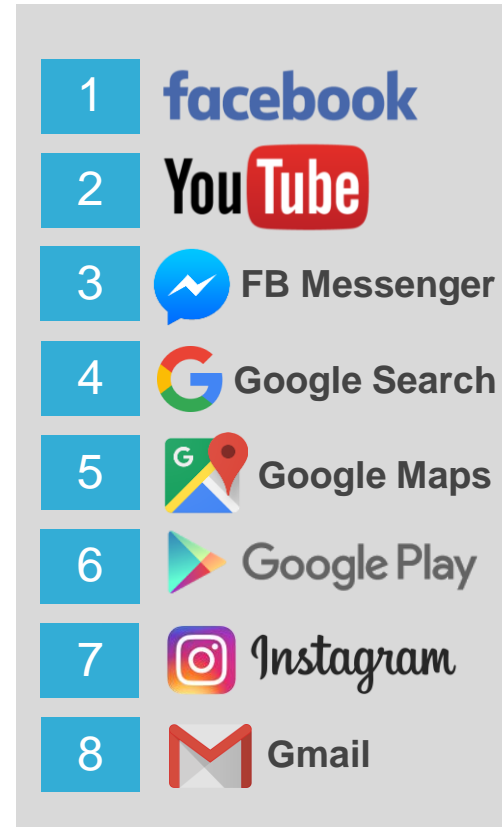 1 facebook
2 YouTube
3 FB Messenger
4 G Google Search
5 G Google Maps
6 Google Play
7 Instagram
8 M Gmail